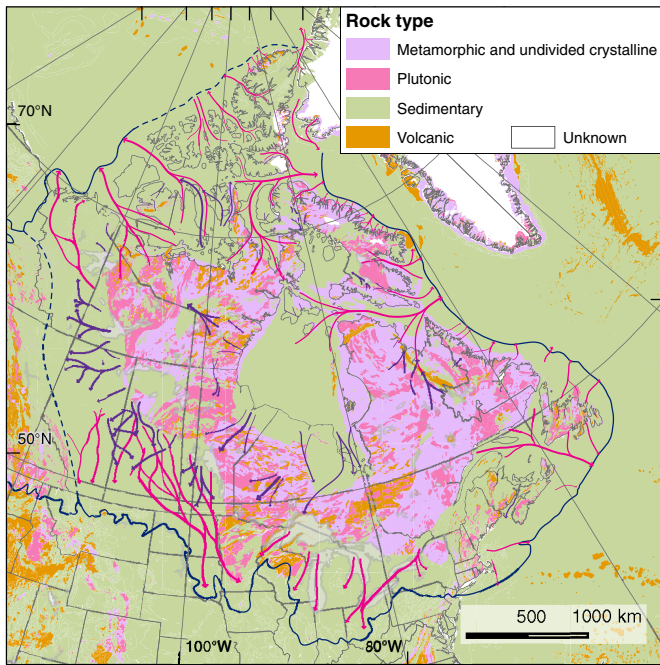 Rock type
Metamorphic and undivided crystalline
Plutonic
Sedimentary
Volcanic
Unknown
70°N
50°N
100°W
80°W
500
1000 km